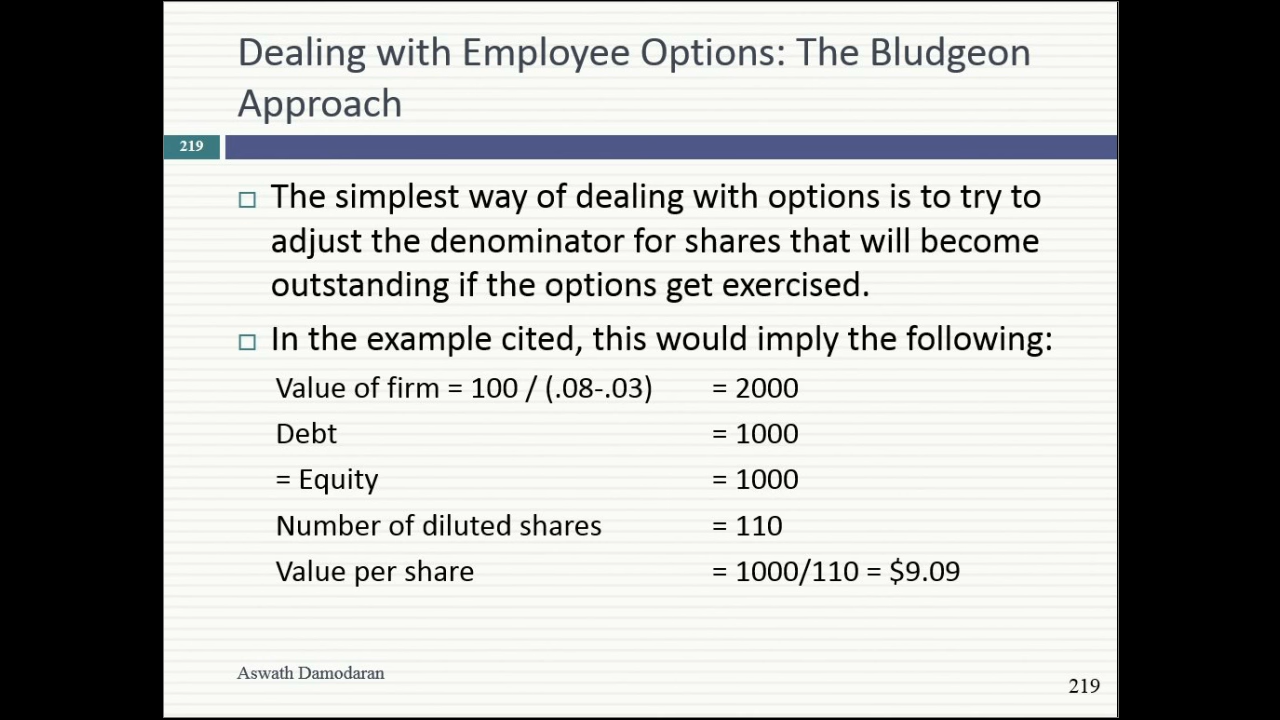 Dealing with Employee Options: The Bludgeon
Approach
219
The simplest way of dealing with options is to try to
adjust the denominator for shares that will become
outstanding if the options get exercised.
In the example cited, this would imply the following:
Value of firm = 100 / (.08-.03) = 2000
Debt = 1000
= Equity = 1000
Number of diluted shares = 110
Value per share = 1000/110 = $9.09
Aswath Damodaran
219